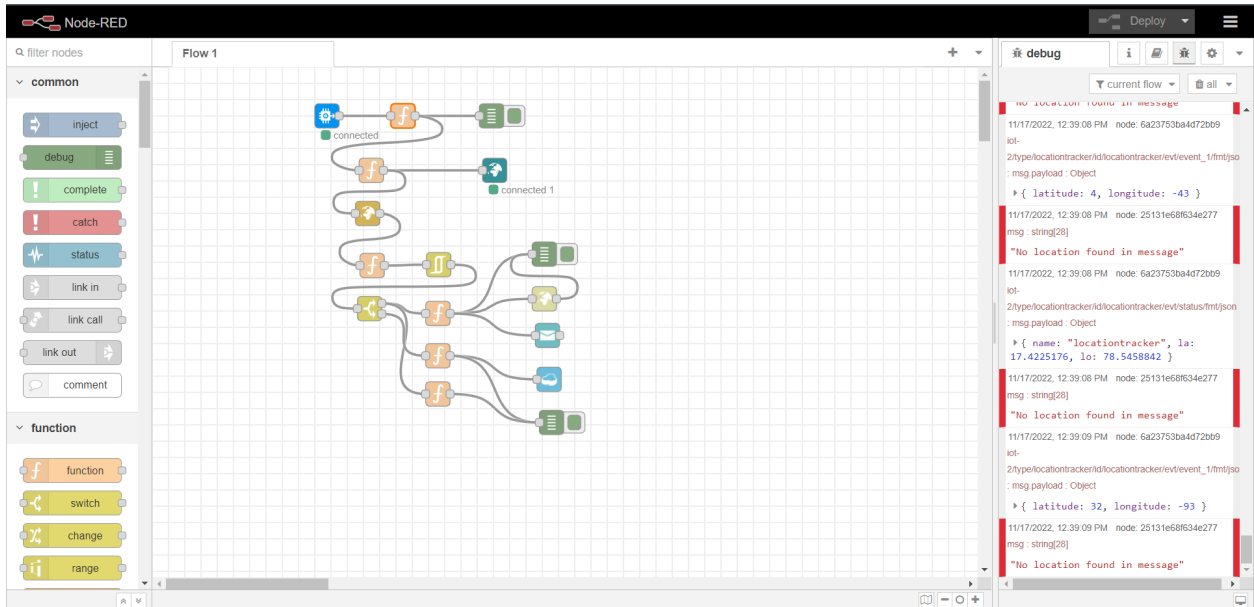 Node-RED
Deploy
filter nodes
common
inject
debug
complete
catch
status
link in
link call
link out
comment
function
function
switch
change
range
Flow 1
connected
connected 1
debug
i
current flow
all
No location found in message"
11/17/2022, 12:39:08 PM node: 6a23753ba4d72bb9
iot-
2/type/locationtracker/id/locationtracker/evt/event_1/fmt/jso
: msg.payload : Object
{ latitude: 4, longitude: -43 }
11/17/2022, 12:39:08 PM node: 25131e68f634e277
msg : string[28]
"No location found in message"
11/17/2022, 12:39:08 PM node: 6a23753ba4d72bb9
iot-
2/type/locationtracker/id/locationtracker/evt/status/fmt/json
: msg.payload : Object
{ name: "locationtracker", la:
17.4225176, lo: 78.5458842 }
11/17/2022, 12:39:08 PM node: 25131e68f634e277
msg : string[28]
"No location found in message"
11/17/2022, 12:39:09 PM node: 6a23753ba4d72bb9
iot-
2/type/locationtracker/id/locationtracker/evt/event_1/fmt/jso
: msg.payload : Object
{ latitude: 32, longitude: -93 }
11/17/2022, 12:39:09 PM node: 25131e68f634e277
msg : string[28]
"No location found in message"